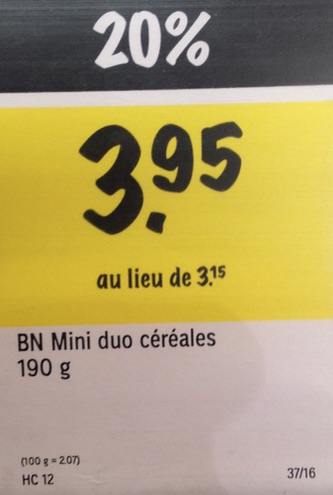 20%
3.95
au lieu de 3.15
BN Mini duo céréales
190 g
(100 g = 2.07)
HC 12
37/16